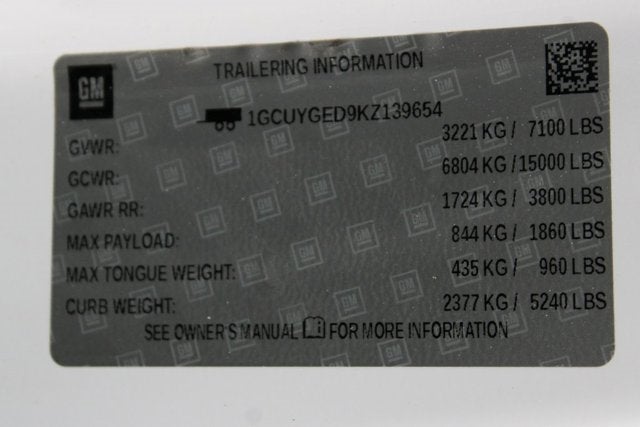 GM
TRAILERING INFORMATION
1GCUYGED9KZ139654
GVWR: 3221 KG / 7100 LBS
GCWR: 6804 KG / 15000 LBS
GAWR RR: 1724 KG / 3800 LBS
MAX PAYLOAD: 844 KG / 1860 LBS
MAX TONGUE WEIGHT: 435 KG / 960 LBS
CURB WEIGHT: 2377 KG / 5240 LBS
SEE OWNER'S MANUAL FOR MORE INFORMATION